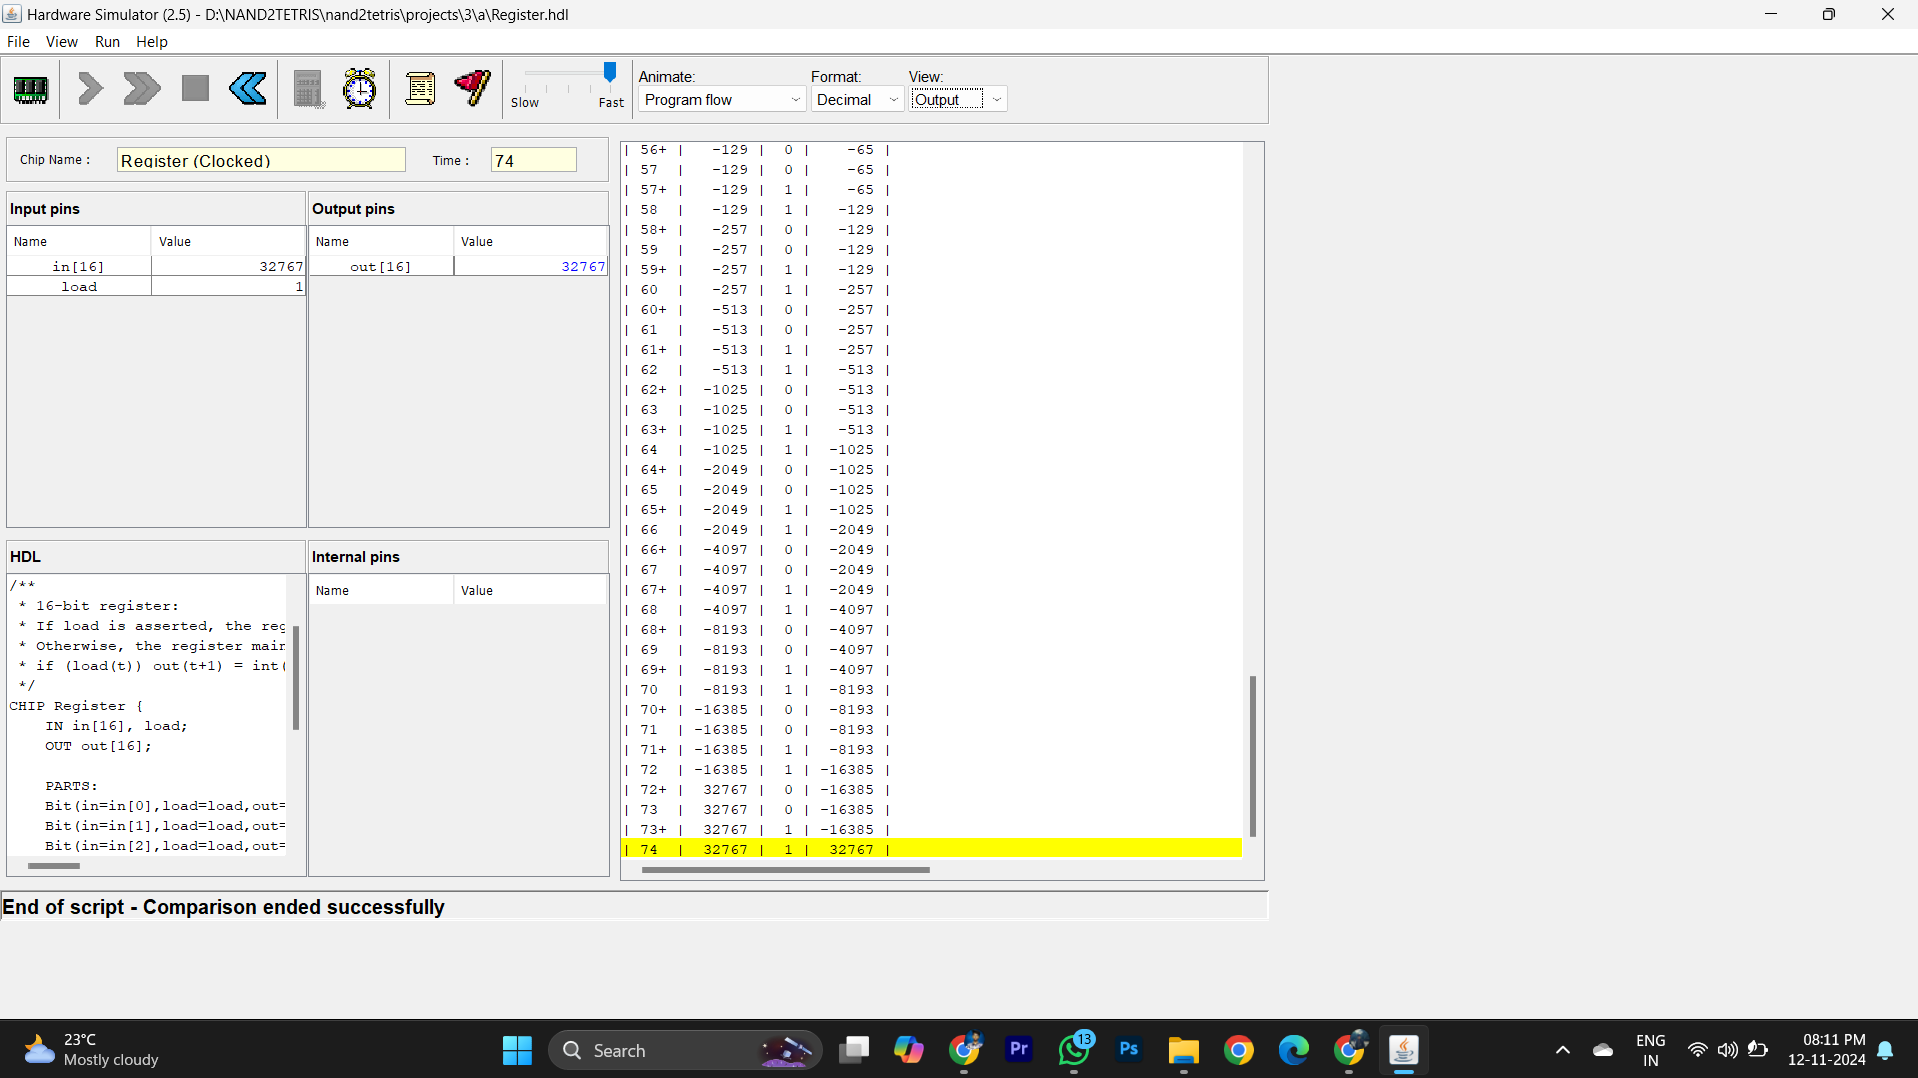 Hardware Simulator (2.5) - D:\NAND2TETRIS\nand2tetris\projects\3\a\Register.hdl
File View Run Help
Slow Fast
Animate: Format: View:
Program flow Decimal Output
Chip Name : Register (Clocked) Time : 74
Input pins
Name Value
in[16] 32767
load 1
Output pins
Name Value
out[16] 32767
HDL
/**
* 16-bit register:
* If load is asserted, the reg
* Otherwise, the register main
* if (load(t)) out(t+1) = int(
*/
CHIP Register {
IN in[16], load;
OUT out[16];
PARTS:
Bit(in=in[0],load=load,out=
Bit(in=in[1],load=load,out=
Bit(in=in[2],load=load,out=
Internal pins
Name Value
| 56+ | -129 | 0 | -65 |
| 57 | -129 | 0 | -65 |
| 57+ | -129 | 1 | -65 |
| 58 | -129 | 1 | -129 |
| 58+ | -257 | 0 | -129 |
| 59 | -257 | 0 | -129 |
| 59+ | -257 | 1 | -129 |
| 60 | -257 | 1 | -257 |
| 60+ | -513 | 0 | -257 |
| 61 | -513 | 0 | -257 |
| 61+ | -513 | 1 | -257 |
| 62 | -513 | 1 | -513 |
| 62+ | -1025 | 0 | -513 |
| 63 | -1025 | 0 | -513 |
| 63+ | -1025 | 1 | -513 |
| 64 | -1025 | 1 | -1025 |
| 64+ | -2049 | 0 | -1025 |
| 65 | -2049 | 0 | -1025 |
| 65+ | -2049 | 1 | -1025 |
| 66 | -2049 | 1 | -2049 |
| 66+ | -4097 | 0 | -2049 |
| 67 | -4097 | 0 | -2049 |
| 67+ | -4097 | 1 | -2049 |
| 68 | -4097 | 1 | -4097 |
| 68+ | -8193 | 0 | -4097 |
| 69 | -8193 | 0 | -4097 |
| 69+ | -8193 | 1 | -4097 |
| 70 | -8193 | 1 | -8193 |
| 70+ | -16385 | 0 | -8193 |
| 71 | -16385 | 0 | -8193 |
| 71+ | -16385 | 1 | -8193 |
| 72 | -16385 | 1 | -16385 |
| 72+ | 32767 | 0 | -16385 |
| 73 | 32767 | 0 | -16385 |
| 73+ | 32767 | 1 | -16385 |
| 74 | 32767 | 1 | 32767 |
End of script - Comparison ended successfully
23°C
Mostly cloudy
Search
Pr
13
Ps
ENG
IN
08:11 PM
12-11-2024